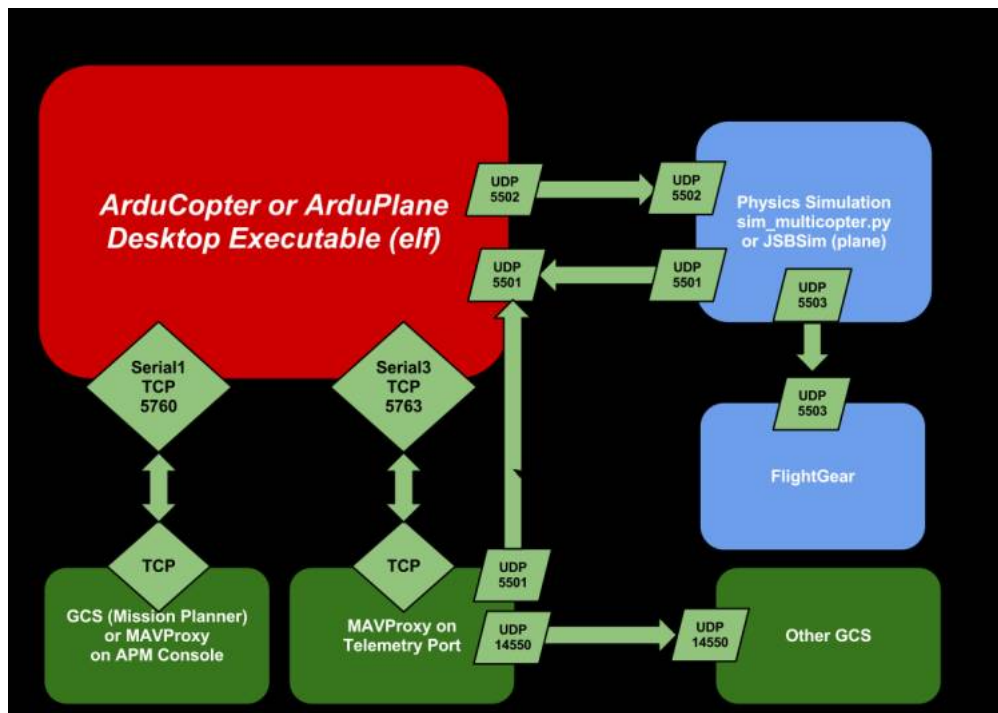 ArduCopter or ArduPlane
Desktop Executable (elf)
UDP
5502
UDP
5502
Physics Simulation
sim_multicopter.py
or JSBSim (plane)
UDP
5501
UDP
5501
UDP
5503
Serial1
TCP
5760
Serial3
TCP
5763
UDP
5503
FlightGear
TCP
GCS (Mission Planner)
or MAVProxy
on APM Console
TCP
MAVProxy on
Telemetry Port
UDP
5501
UDP
14550
UDP
14550
Other GCS